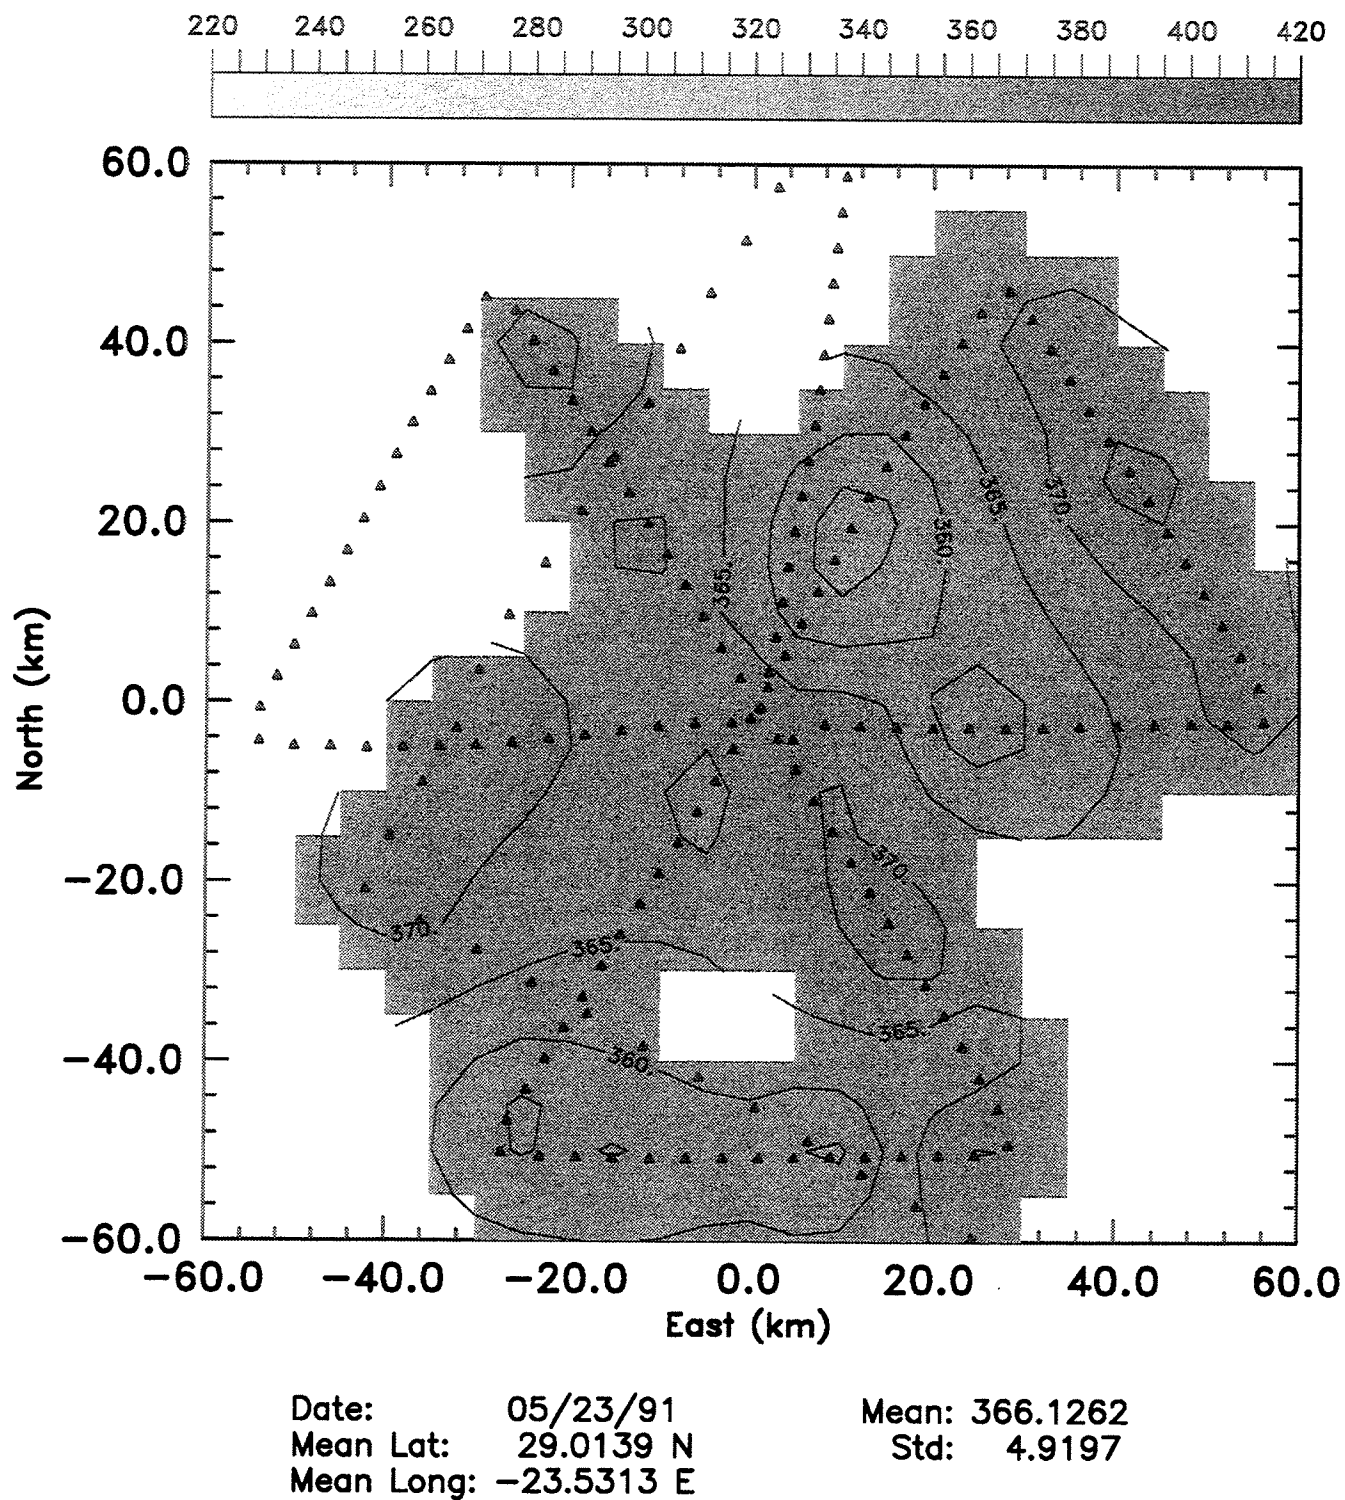 220 240 260 280 300 320 340 360 380 400 420
60.0
40.0
365.
370.
20.0
360.
365.
North (km)
0.0
370.
−20.0
370.
365.
365.
−40.0
360.
−60.0
−60.0 −40.0 −20.0 0.0 20.0 40.0 60.0
East (km)
Date: 05/23/91 Mean: 366.1262
Mean Lat: 29.0139 N Std: 4.9197
Mean Long: −23.5313 E